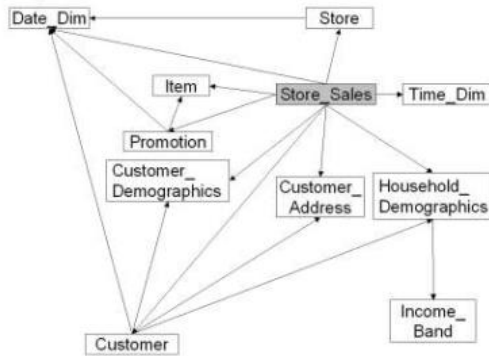 Date_Dim
Store
Item
Store_Sales
Time_Dim
Promotion
Customer_
Demographics
Customer_
Address
Household_
Demographics
Income_
Band
Customer